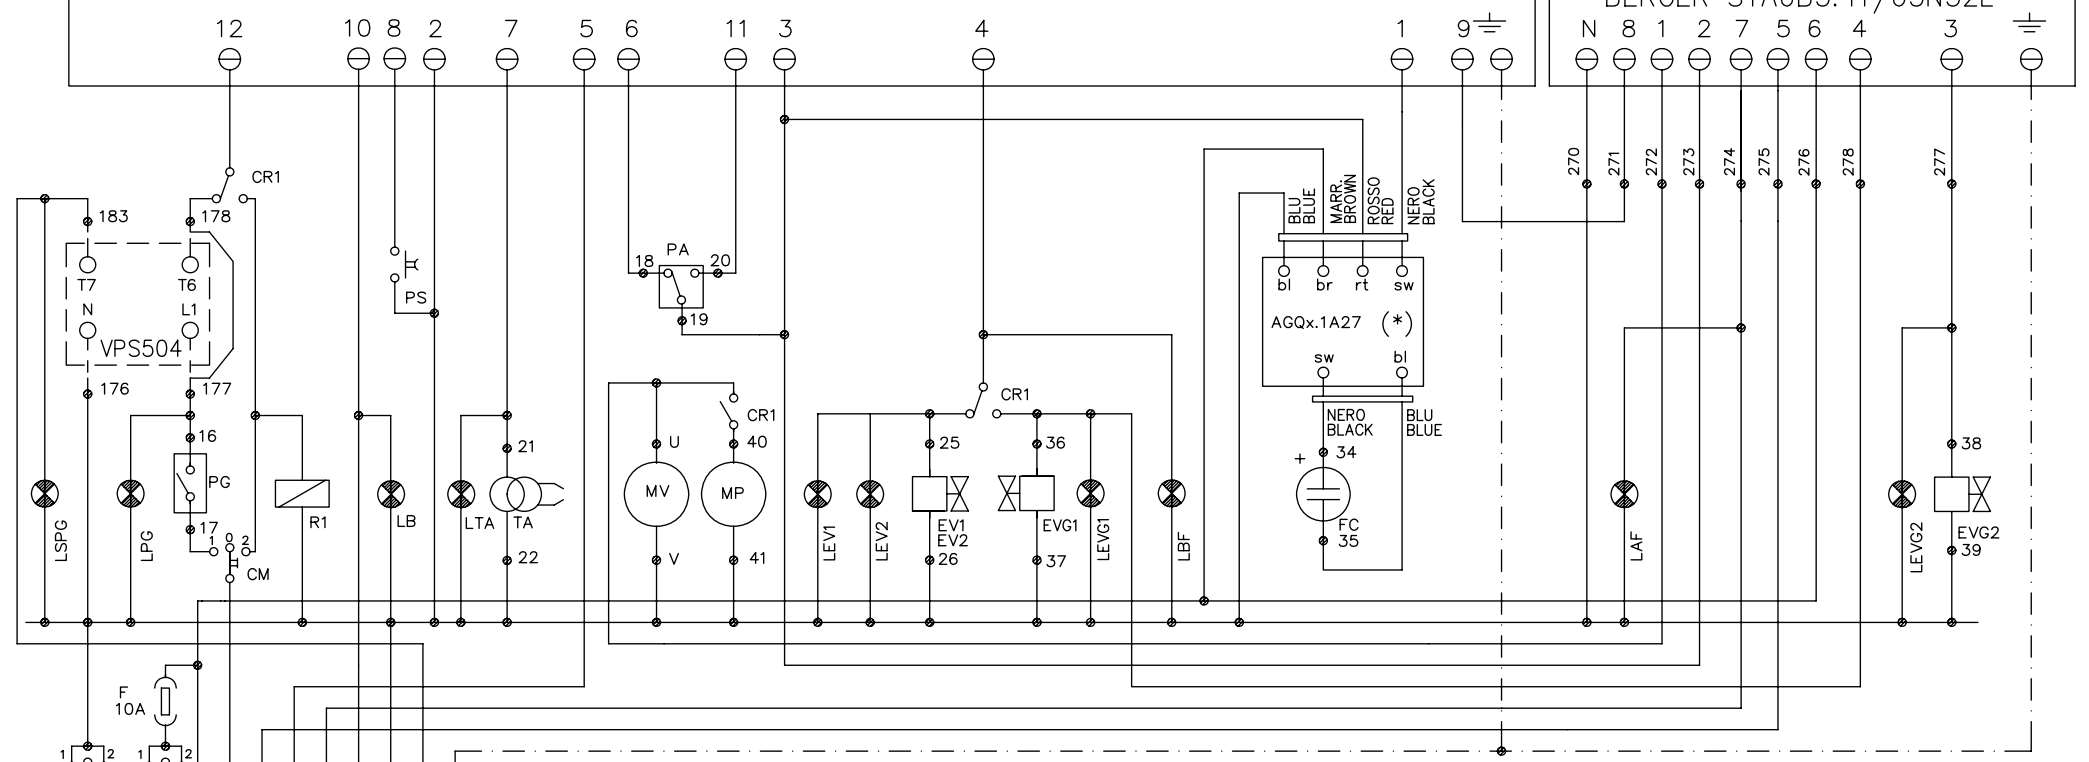 12 10 8 2 7 5 6 11 3 4 1 9
N 8 1 2 7 5 6 4 3
270 271 272 273 274 275 276 278 277
CR1
183 178
T7 T6
N L1
VPS504
176 177
16
PG
17
1 0 2
CM
LSPG
LPG
R1
PS
LB
LTA
21
TA
22
PA
18 20
19
CR1
U 40
MV MP
V 41
CR1
25 36
LEV1
LEV2
EV1
EV2
26
EVG1
37
LEVG1
LBF
BLU
BLUE
MARR.
BROWN
ROSSO
RED
NERO
BLACK
bl br rt sw
AGQx.1A27 (*)
sw bl
NERO
BLACK
BLU
BLUE
+ 34
FC
35
LAF
LEVG2
38
EVG2
39
F
10A
1 2 1 2